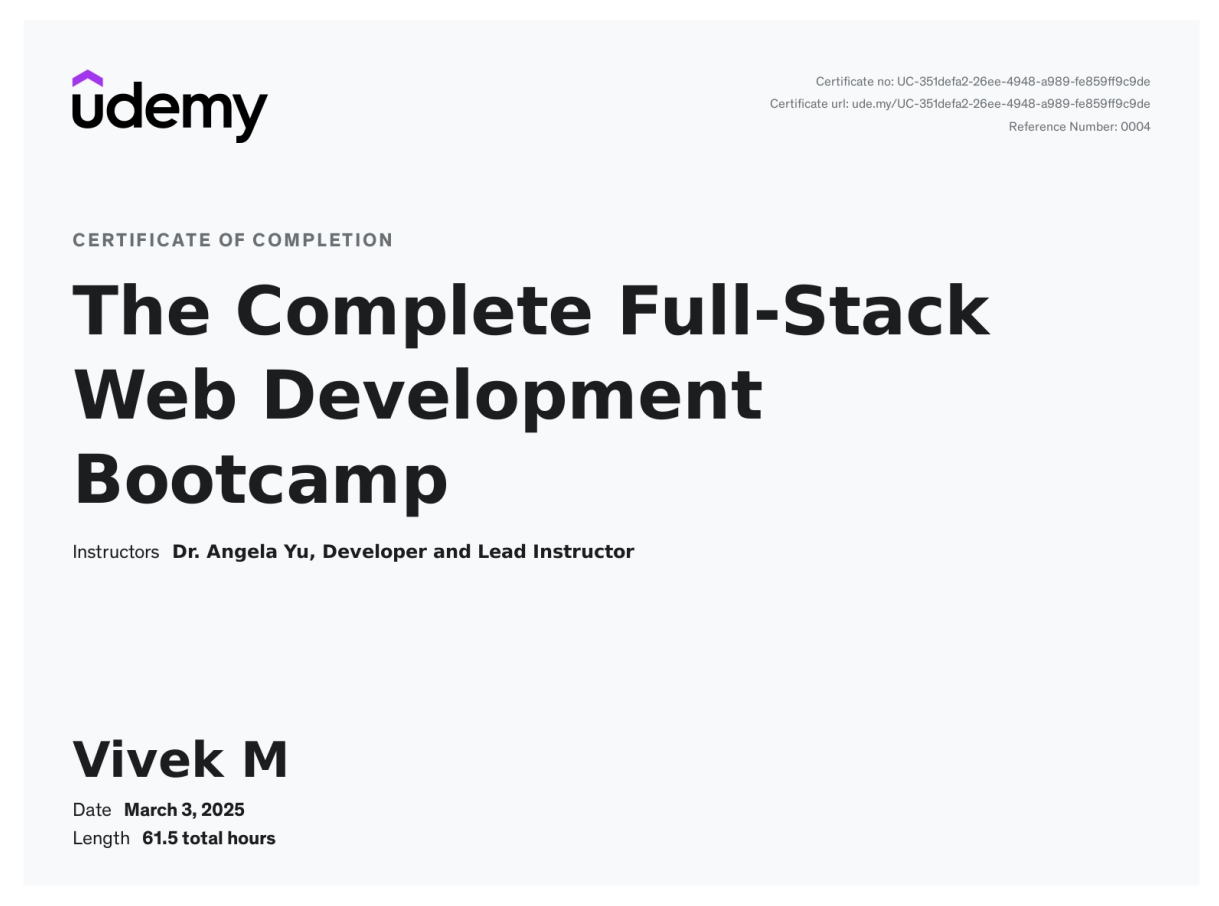 udemy
Certificate no: UC-351defa2-26ee-4948-a989-fe859ff9c9de
Certificate url: ude.my/UC-351defa2-26ee-4948-a989-fe859ff9c9de
Reference Number: 0004
CERTIFICATE OF COMPLETION
The Complete Full-Stack
Web Development
Bootcamp
Instructors Dr. Angela Yu, Developer and Lead Instructor
Vivek M
Date March 3, 2025
Length 61.5 total hours